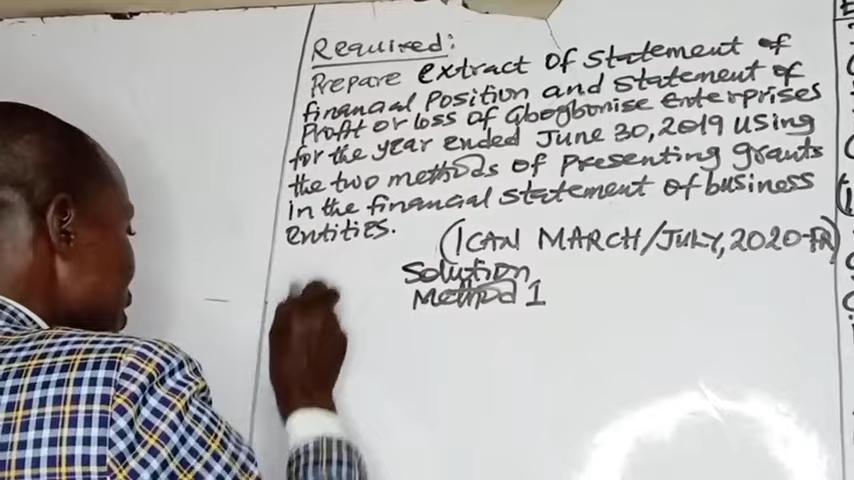 Required:
Prepare extract of statement of
financial Position and statement of
Profit or loss of Gbogbonise Enterprises
for the year ended June 30, 2019 using
the two methods of presenting grants
in the financial statement of business
entities.
(ICAN MARCH/JULY, 2020-FR)
Solution
Method 1